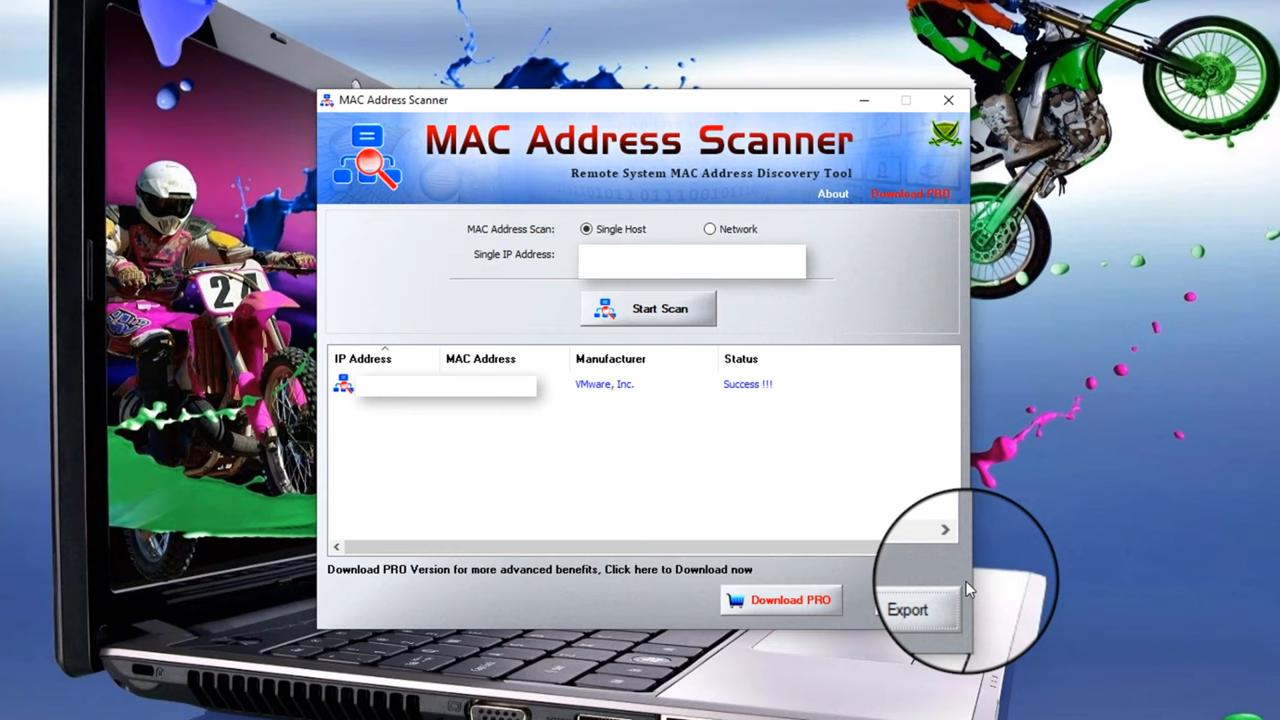 MAC Address Scanner
MAC Address Scanner
Remote System MAC Address Discovery Tool
About Download PRO
MAC Address Scan: Single Host Network
Single IP Address:
Start Scan
IP Address MAC Address Manufacturer Status
VMware, Inc. Success !!!
Download PRO Version for more advanced benefits, Click here to Download now
Download PRO Export